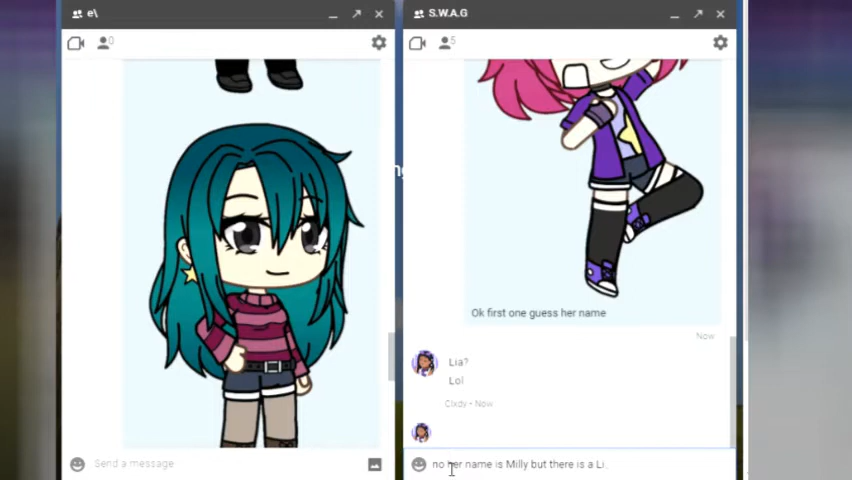 e\
0
Send a message
S.W.A.G
5
Ok first one guess her name
Now
Lia?
Lol
Clxdy • Now
no her name is Milly but there is a Li